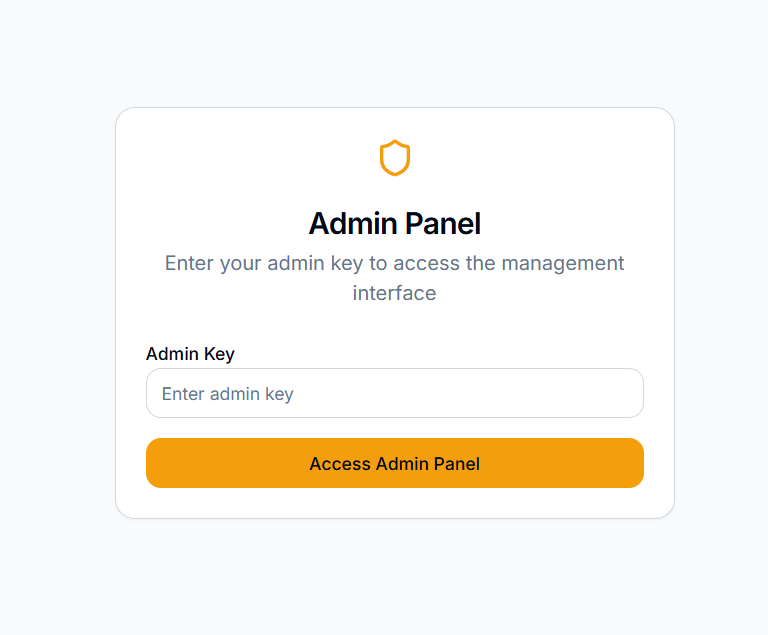 Admin Panel
Enter your admin key to access the management
interface
Admin Key
Enter admin key
Access Admin Panel